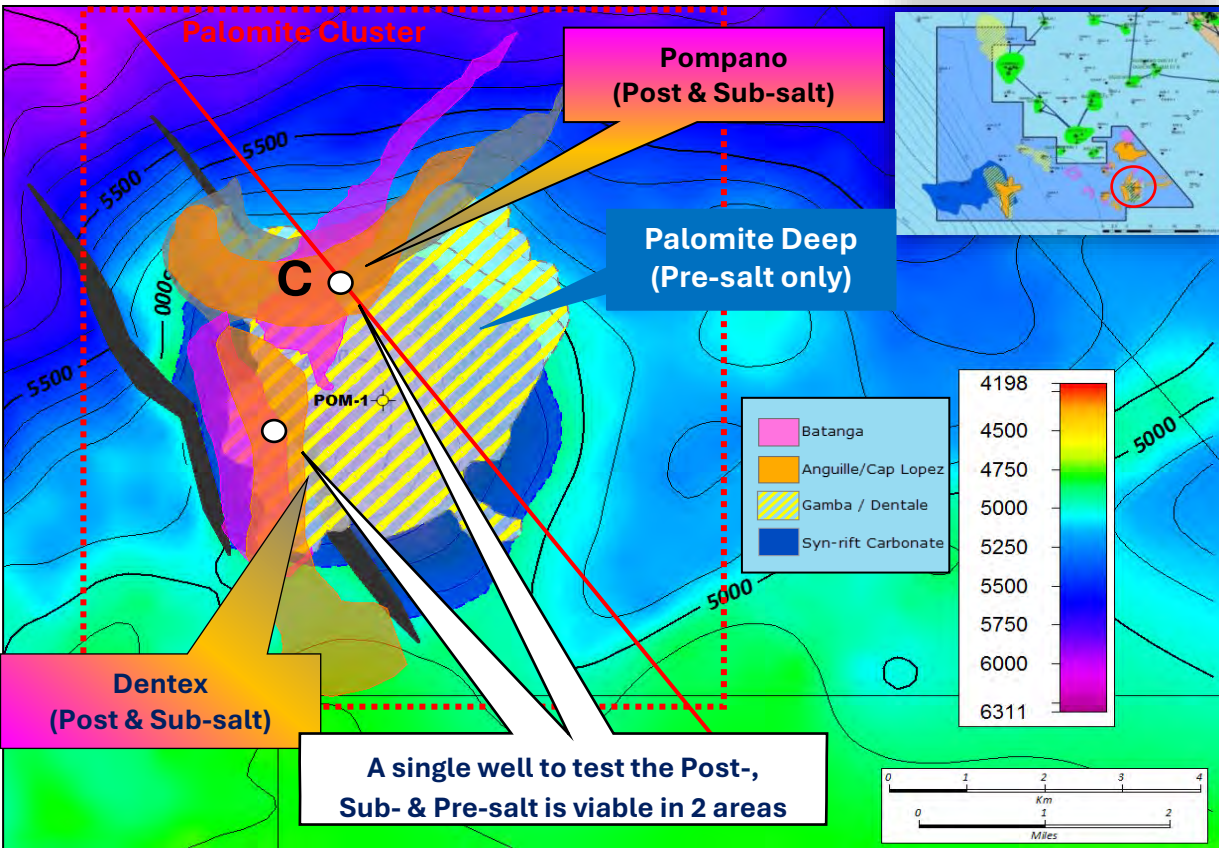 Palomite Cluster
Pompano
(Post & Sub-salt)
Palomite Deep
(Pre-salt only)
5500
5500
5000
5500
C
POM-1
5000
5000
Batanga
Anguille/Cap Lopez
Gamba / Dentale
Syn-rift Carbonate
4198
4500
4750
5000
5250
5500
5750
6000
6311
Dentex
(Post & Sub-salt)
A single well to test the Post-,
Sub- & Pre-salt is viable in 2 areas
0 1 2 3 4
Km
0 1 2
Miles